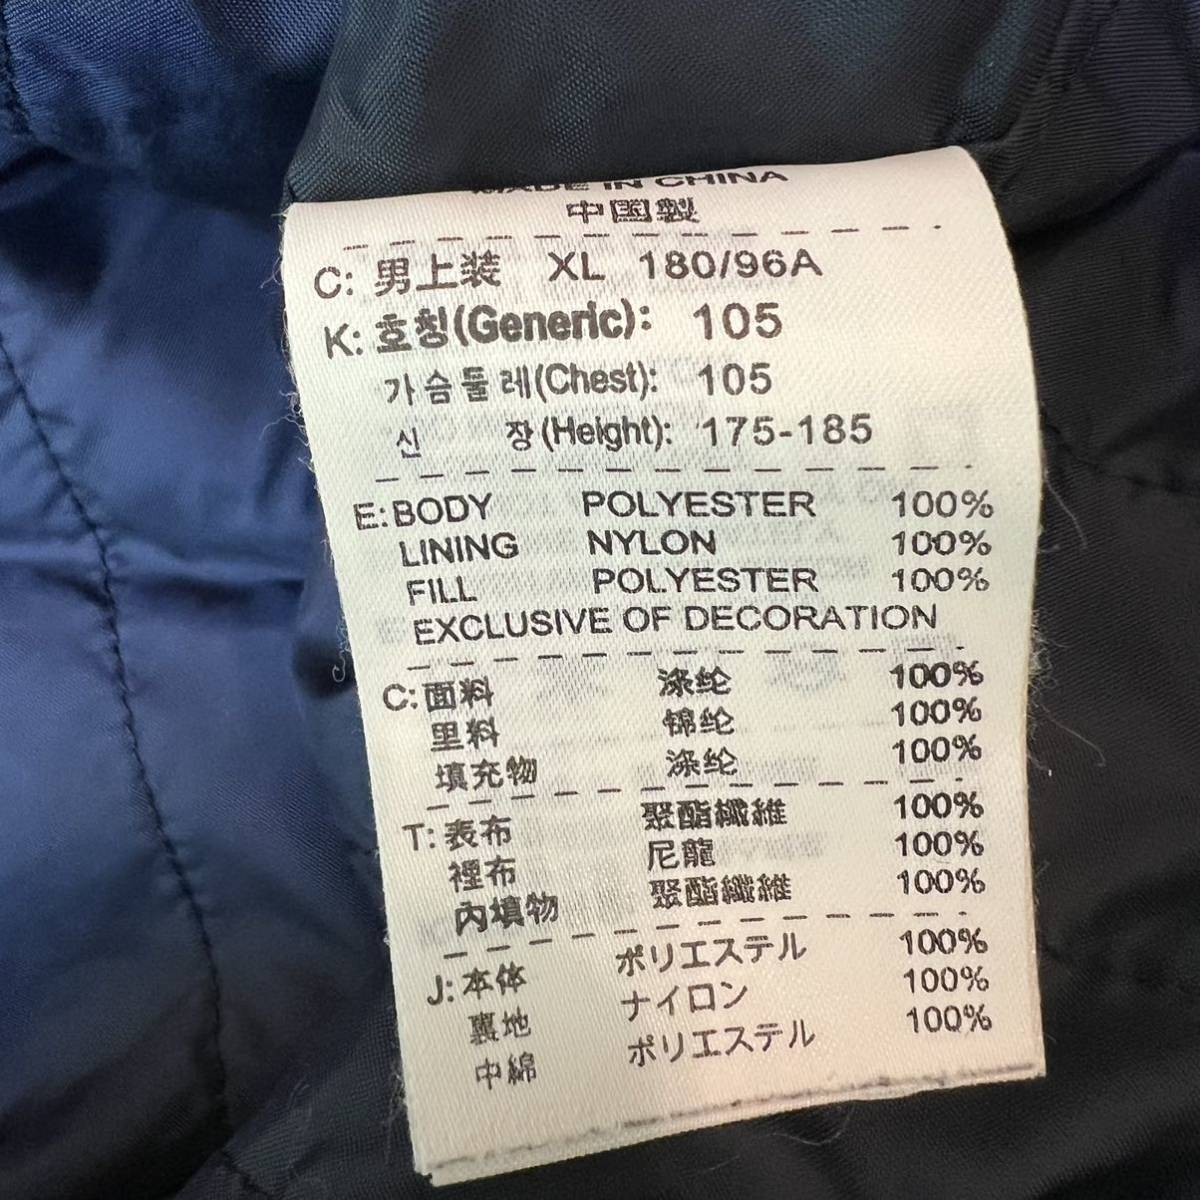 MADE IN CHINA
中国製
C: 男上装 XL 180/96A
K: 호칭(Generic): 105
가슴둘레(Chest): 105
신 장(Height): 175-185
E: BODY POLYESTER 100%
LINING NYLON 100%
FILL POLYESTER 100%
EXCLUSIVE OF DECORATION
C: 面料 涤纶 100%
里料 锦纶 100%
填充物 涤纶 100%
T: 表布 聚酯纖維 100%
裡布 尼龍 100%
內填物 聚酯纖維 100%
J: 本体 ポリエステル 100%
裏地 ナイロン 100%
中綿 ポリエステル 100%